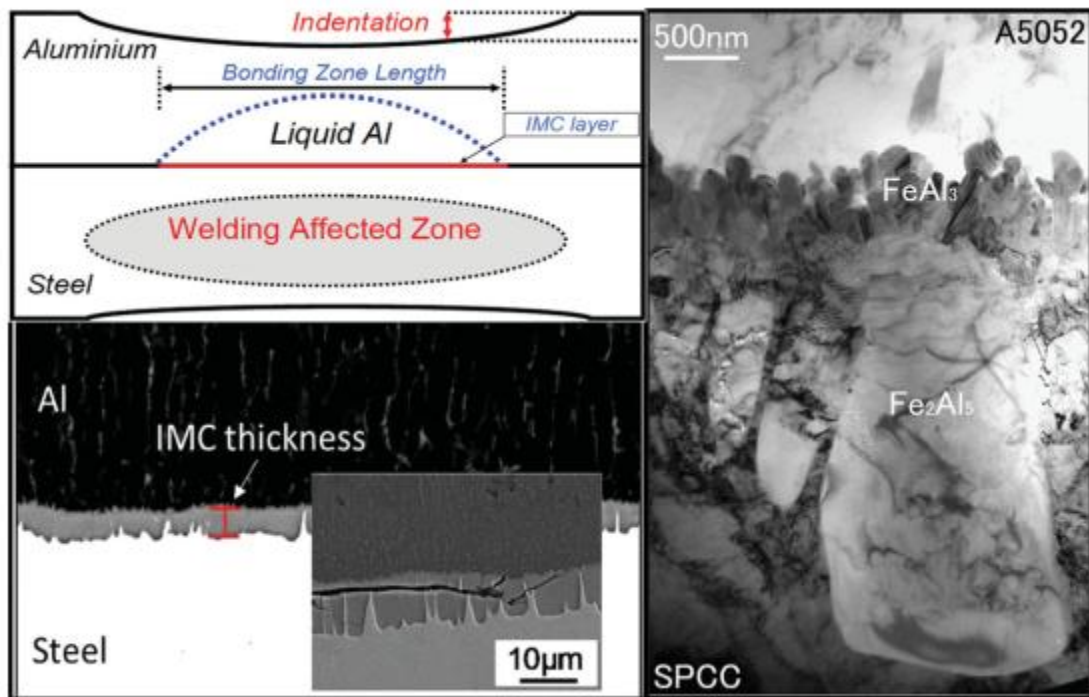 Indentation
Aluminium
Bonding Zone Length
IMC layer
Liquid Al
Welding Affected Zone
Steel
Al
IMC thickness
Steel
10μm
500nm
A5052
FeAl₃
Fe₂Al₅
SPCC